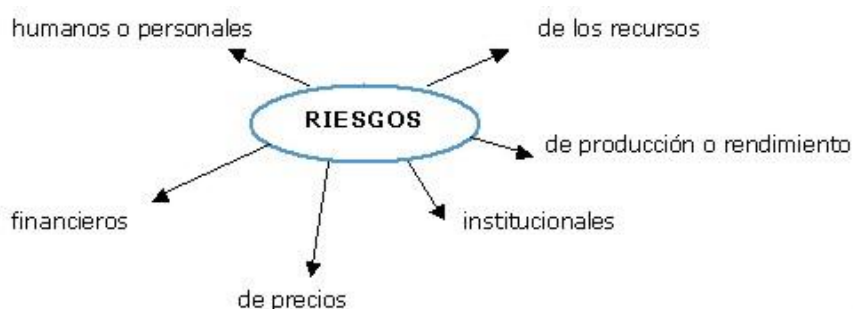 humanos o personales
de los recursos
RIESGOS
de producción o rendimiento
financieros
institucionales
de precios